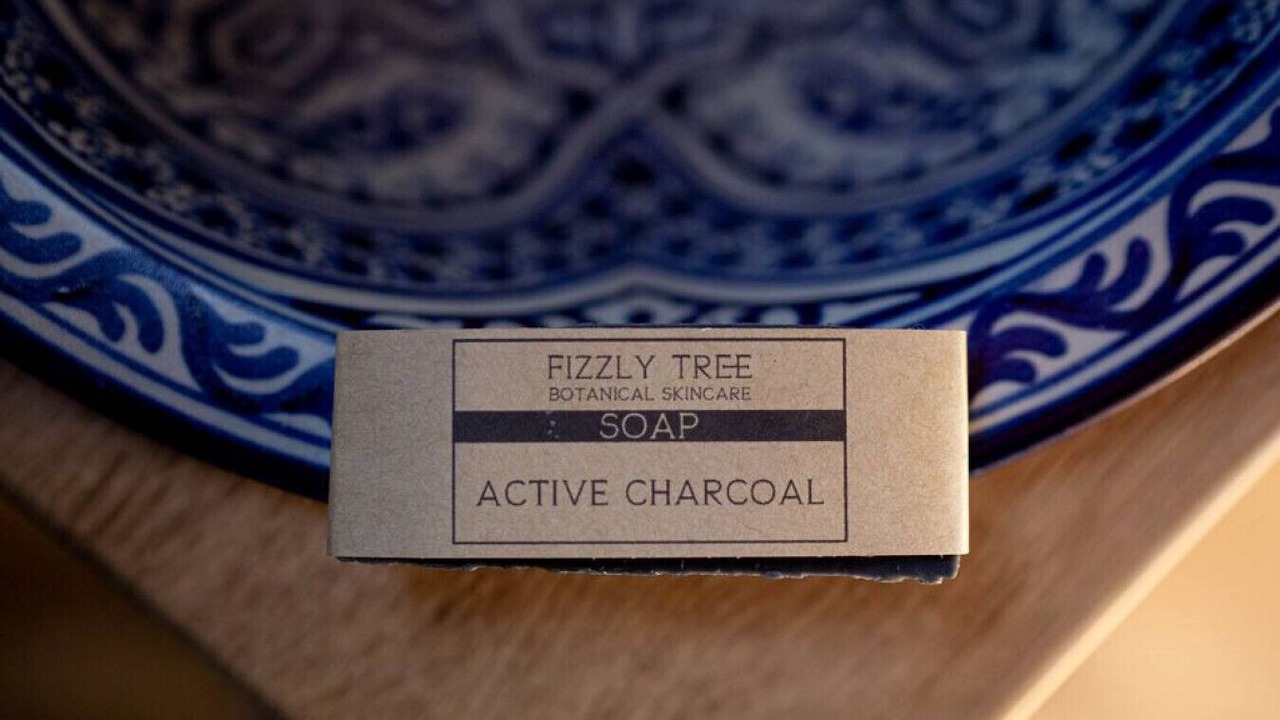 FIZZLY TREE
BOTANICAL SKINCARE
SOAP
ACTIVE CHARCOAL